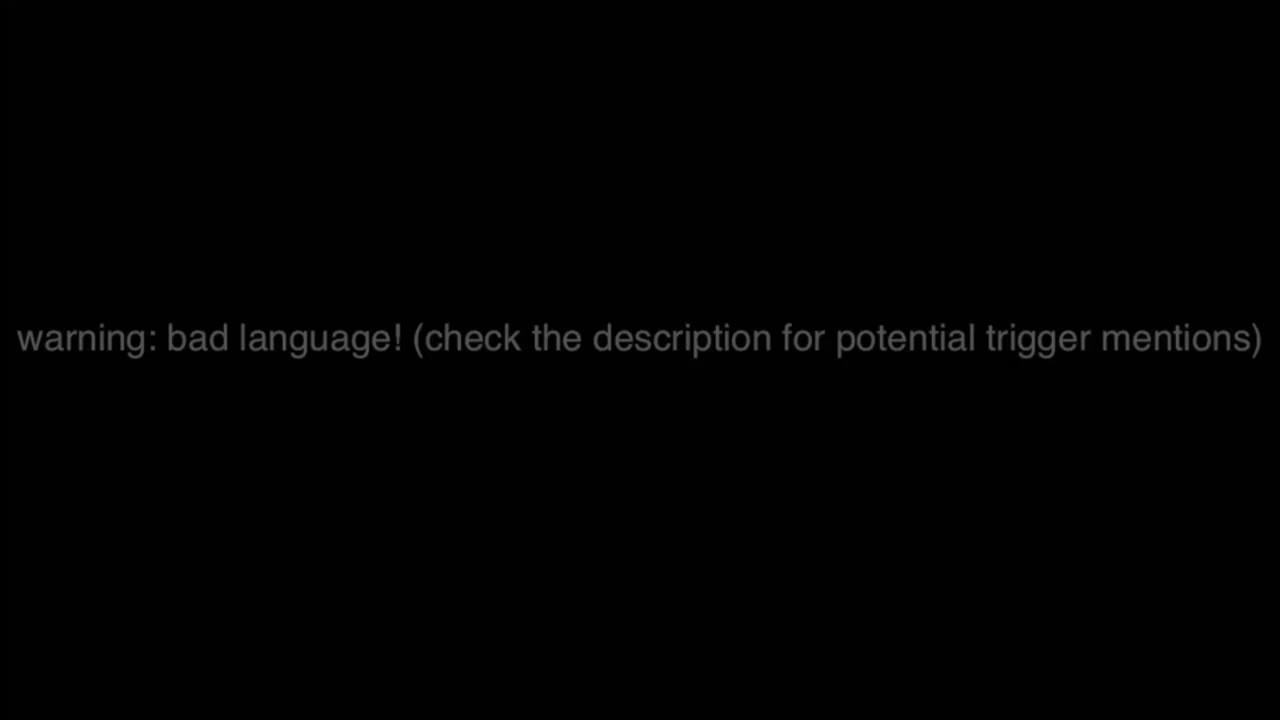 warning: bad language! (check the description for potential trigger mentions)